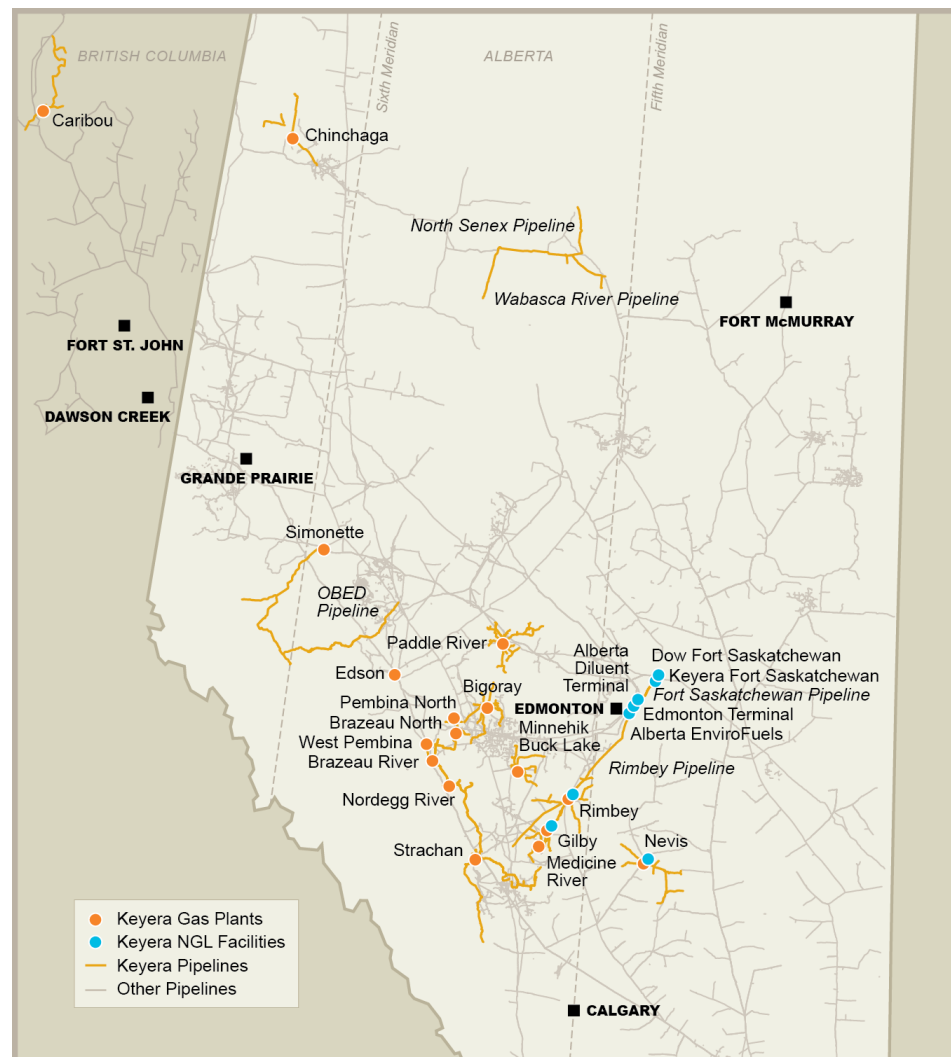 BRITISH COLUMBIA
ALBERTA
Sixth Meridian
Fifth Meridian
Caribou
Chinchaga
North Senex Pipeline
Wabasca River Pipeline
FORT McMURRAY
FORT ST. JOHN
DAWSON CREEK
GRANDE PRAIRIE
Simonette
OBED
Pipeline
Paddle River
Alberta
Diluent
Terminal
Dow Fort Saskatchewan
Keyera Fort Saskatchewan
Fort Saskatchewan Pipeline
Edmonton Terminal
Alberta EnviroFuels
Edson
Bigoray
Pembina North
Brazeau North
West Pembina
Brazeau River
EDMONTON
Minnehik
Buck Lake
Rimbey Pipeline
Nordegg River
Rimbey
Gilby
Nevis
Strachan
Medicine
River
Keyera Gas Plants
Keyera NGL Facilities
Keyera Pipelines
Other Pipelines
CALGARY